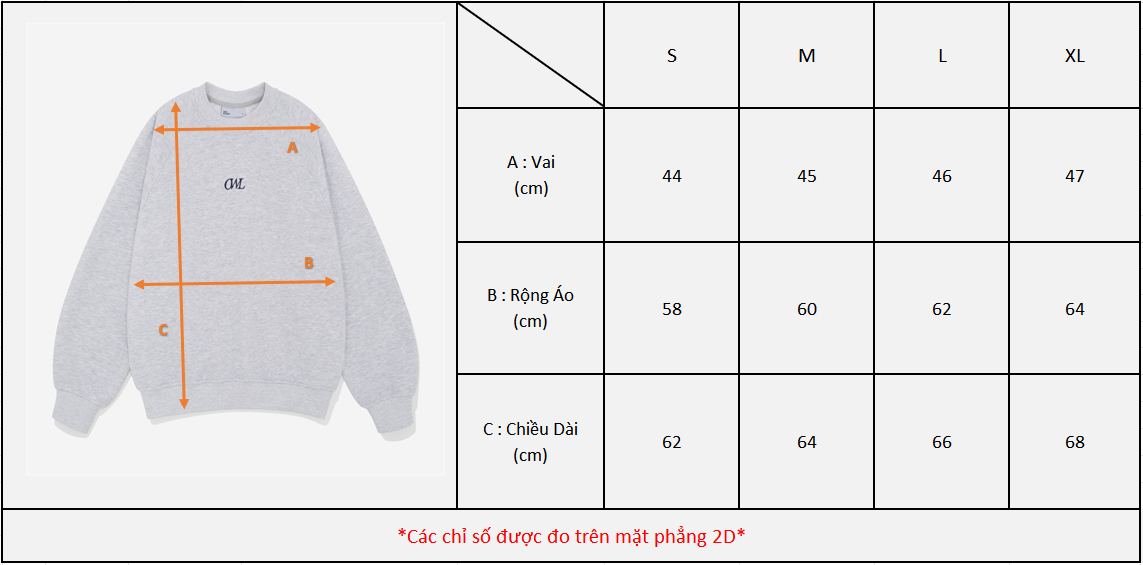 S M L XL
A : Vai
(cm)
44 45 46 47
B : Rộng Áo
(cm)
58 60 62 64
C : Chiều Dài
(cm)
62 64 66 68
A
CWL
B
C
*Các chỉ số được đo trên mặt phẳng 2D*